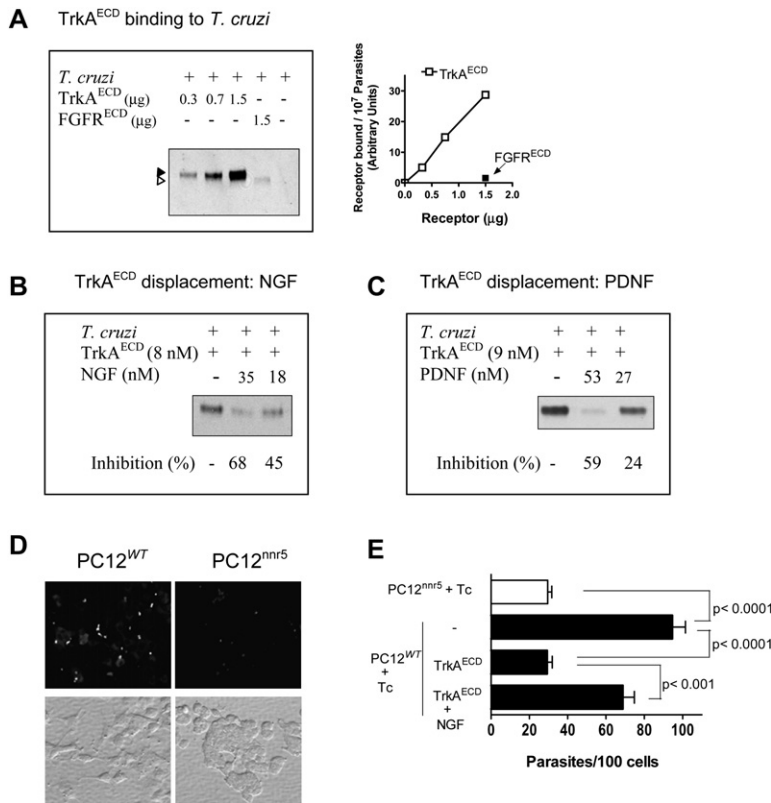 A TrkA^ECD binding to T. cruzi
T. cruzi + + + + +
TrkA^ECD (µg) 0.3 0.7 1.5 - -
FGFR^ECD (µg) - - - 1.5 -
Receptor bound / 10^7 Parasites
(Arbitrary Units)
30
20
10
0
TrkA^ECD
FGFR^ECD
0.0 0.5 1.0 1.5 2.0
Receptor (µg)
B TrkA^ECD displacement: NGF
T. cruzi + + +
TrkA^ECD (8 nM) + + +
NGF (nM) - 35 18
Inhibition (%) - 68 45
C TrkA^ECD displacement: PDNF
T. cruzi + + +
TrkA^ECD (9 nM) + + +
PDNF (nM) - 53 27
Inhibition (%) - 59 24
D
PC12^WT PC12^nnr5
E
PC12^nnr5 + Tc
-
TrkA^ECD
TrkA^ECD
+
NGF
PC12^WT
+
Tc
p< 0.0001
p< 0.0001
p< 0.001
0 20 40 60 80 100
Parasites/100 cells